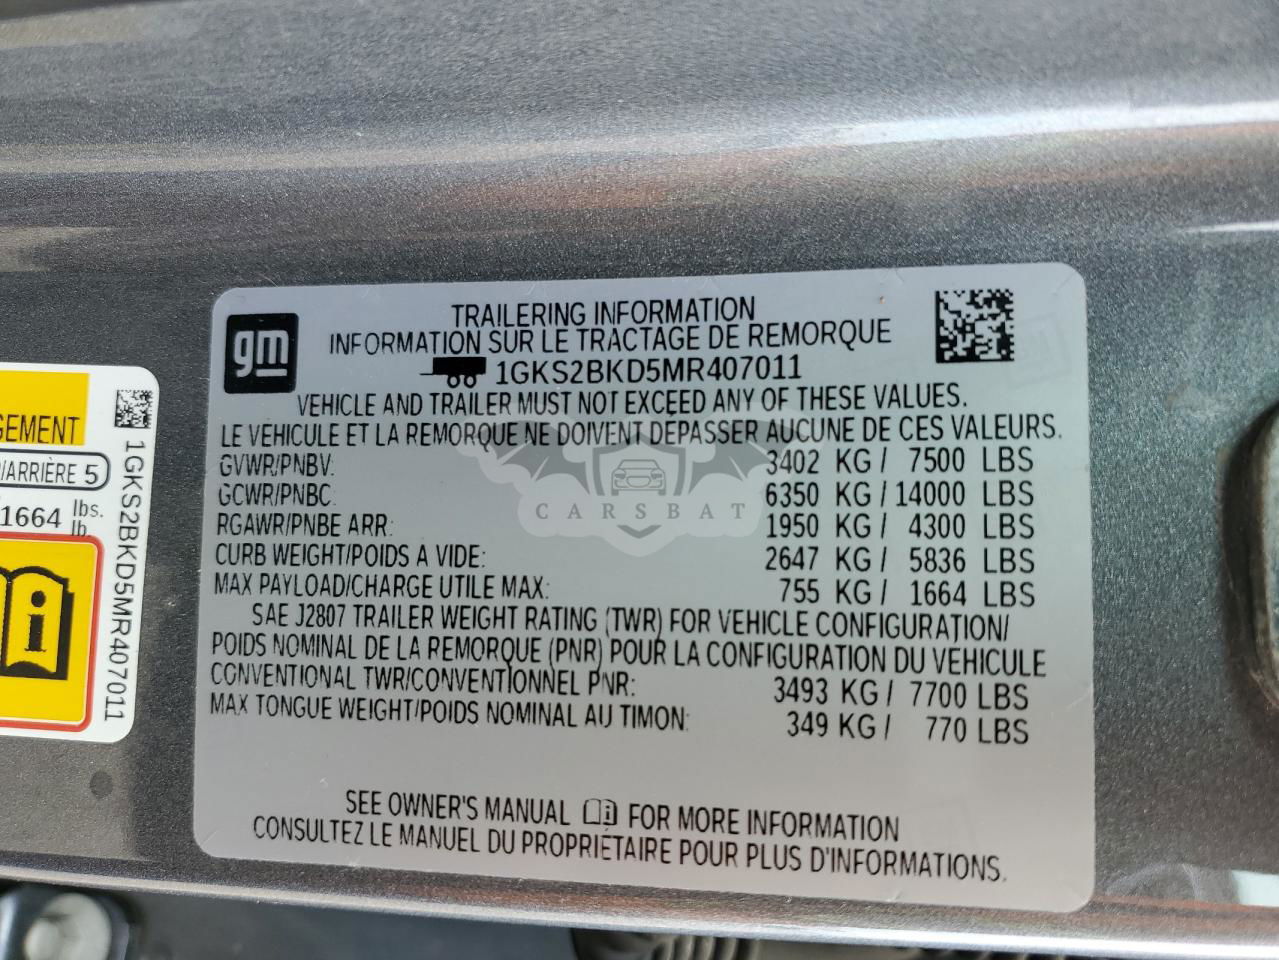 gm
TRAILERING INFORMATION
INFORMATION SUR LE TRACTAGE DE REMORQUE
1GKS2BKD5MR407011
VEHICLE AND TRAILER MUST NOT EXCEED ANY OF THESE VALUES.
LE VÉHICULE ET LA REMORQUE NE DOIVENT DÉPASSER AUCUNE DE CES VALEURS.
GVWR/PNBV: 3402 KG / 7500 LBS
GCWR/PNBC: 6350 KG / 14000 LBS
RGAWR/PNBE ARR: 1950 KG / 4300 LBS
CURB WEIGHT/POIDS A VIDE: 2647 KG / 5836 LBS
MAX PAYLOAD/CHARGE UTILE MAX: 755 KG / 1664 LBS
SAE J2807 TRAILER WEIGHT RATING (TWR) FOR VEHICLE CONFIGURATION/
POIDS NOMINAL DE LA REMORQUE (PNR) POUR LA CONFIGURATION DU VÉHICULE
CONVENTIONAL TWR/CONVENTIONNEL PNR: 3493 KG / 7700 LBS
MAX TONGUE WEIGHT/POIDS NOMINAL AU TIMON: 349 KG / 770 LBS
SEE OWNER'S MANUAL FOR MORE INFORMATION
CONSULTEZ LE MANUEL DU PROPRIÉTAIRE POUR PLUS D'INFORMATIONS.
CARSBAT
GEMENT
/ARRIÈRE 5
1664 lbs.
lb
i
1GKS2BKD5MR407011